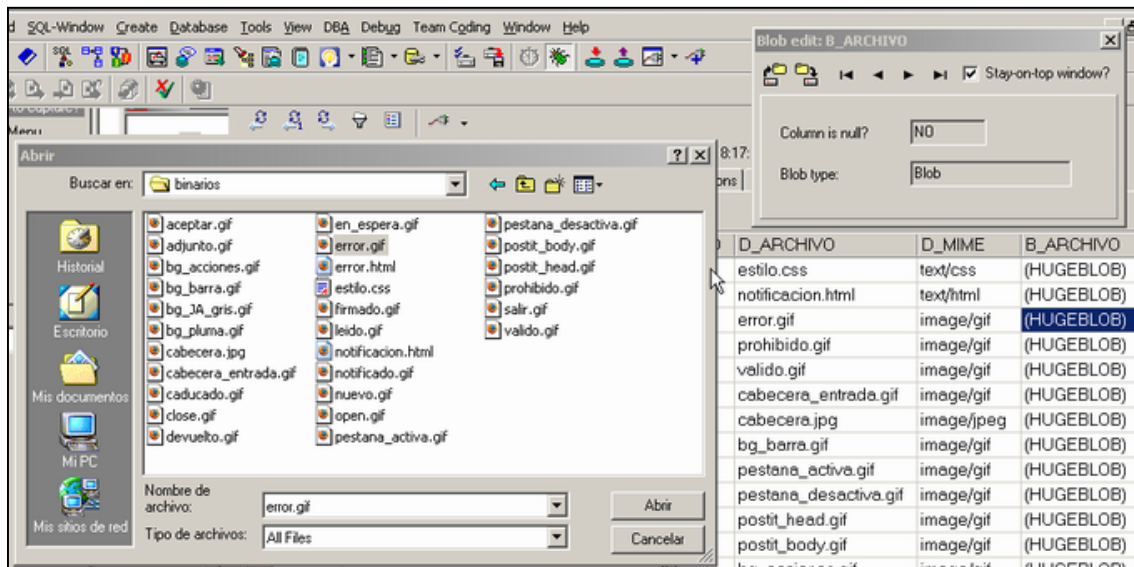 SQL-Window Create Database Tools View DBA Debug Team Coding Window Help
Blob edit: B_ARCHIVO
Stay-on-top window?
Column is null? NO
Blob type: Blob
Menu
8:17:
Abrir
Buscar en: binarios
Historial
Escritorio
Mis documentos
Mi PC
Mis sitios de red
aceptar.gif
adjunto.gif
bg_acciones.gif
bg_barra.gif
bg_JA_gris.gif
bg_pluma.gif
cabecera.jpg
cabecera_entrada.gif
caducado.gif
close.gif
devuelto.gif
en_espera.gif
error.gif
error.html
estilo.css
firmado.gif
leido.gif
notificacion.html
notificado.gif
nuevo.gif
open.gif
pestana_activa.gif
pestana_desactiva.gif
postit_body.gif
postit_head.gif
prohibido.gif
salir.gif
valido.gif
Nombre de archivo: error.gif
Abrir
Tipo de archivos: All Files
Cancelar
D_ARCHIVO D_MIME B_ARCHIVO
estilo.css text/css (HUGEBLOB)
notificacion.html text/html (HUGEBLOB)
error.gif image/gif (HUGEBLOB)
prohibido.gif image/gif (HUGEBLOB)
valido.gif image/gif (HUGEBLOB)
cabecera_entrada.gif image/gif (HUGEBLOB)
cabecera.jpg image/jpeg (HUGEBLOB)
bg_barra.gif image/gif (HUGEBLOB)
pestana_activa.gif image/gif (HUGEBLOB)
pestana_desactiva.gif image/gif (HUGEBLOB)
postit_head.gif image/gif (HUGEBLOB)
postit_body.gif image/gif (HUGEBLOB)